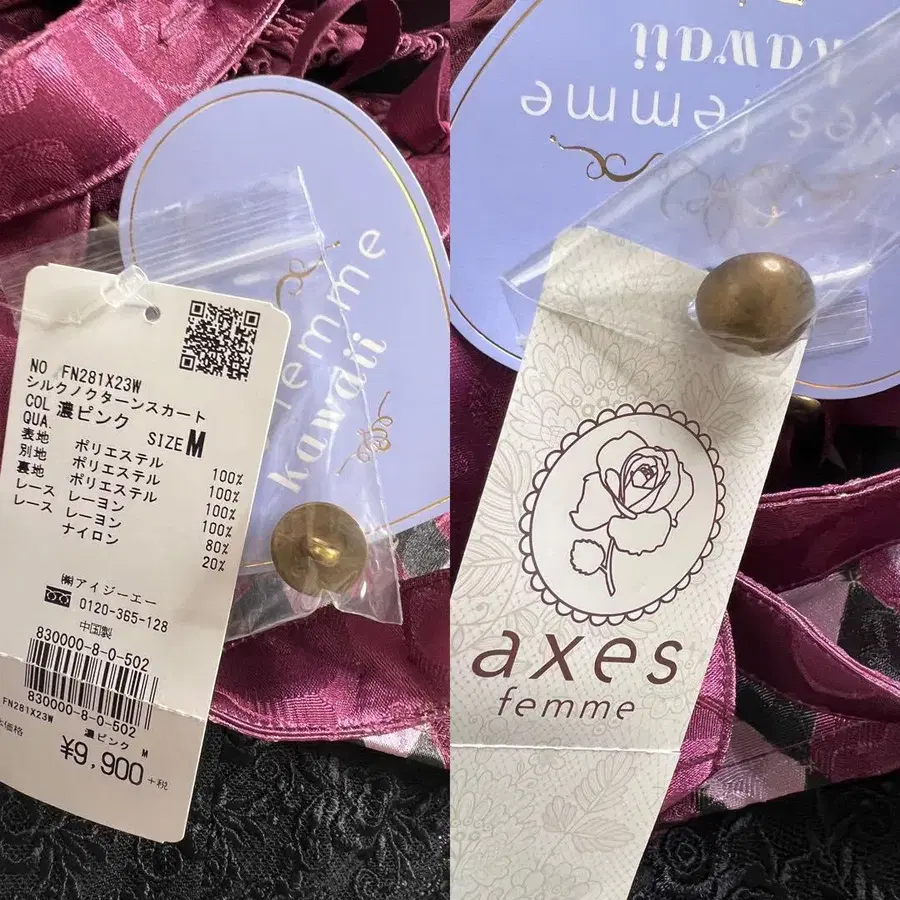 NO FN281X23W
シルクノクターンスカート
COL 濃ピンク SIZE M
QUA.
表地 ポリエステル 100%
別地 ポリエステル 100%
裏地 ポリエステル 100%
レース レーヨン 100%
レース レーヨン 80%
ナイロン 20%
㈱アイジーエー
0120-365-128
中国製
830000-8-0-502
830000-8-0-502
FN281X23W
濃ピンク M
本体価格
¥9,900+税
femme
kawaii
axes femme
kawaii
axes
femme